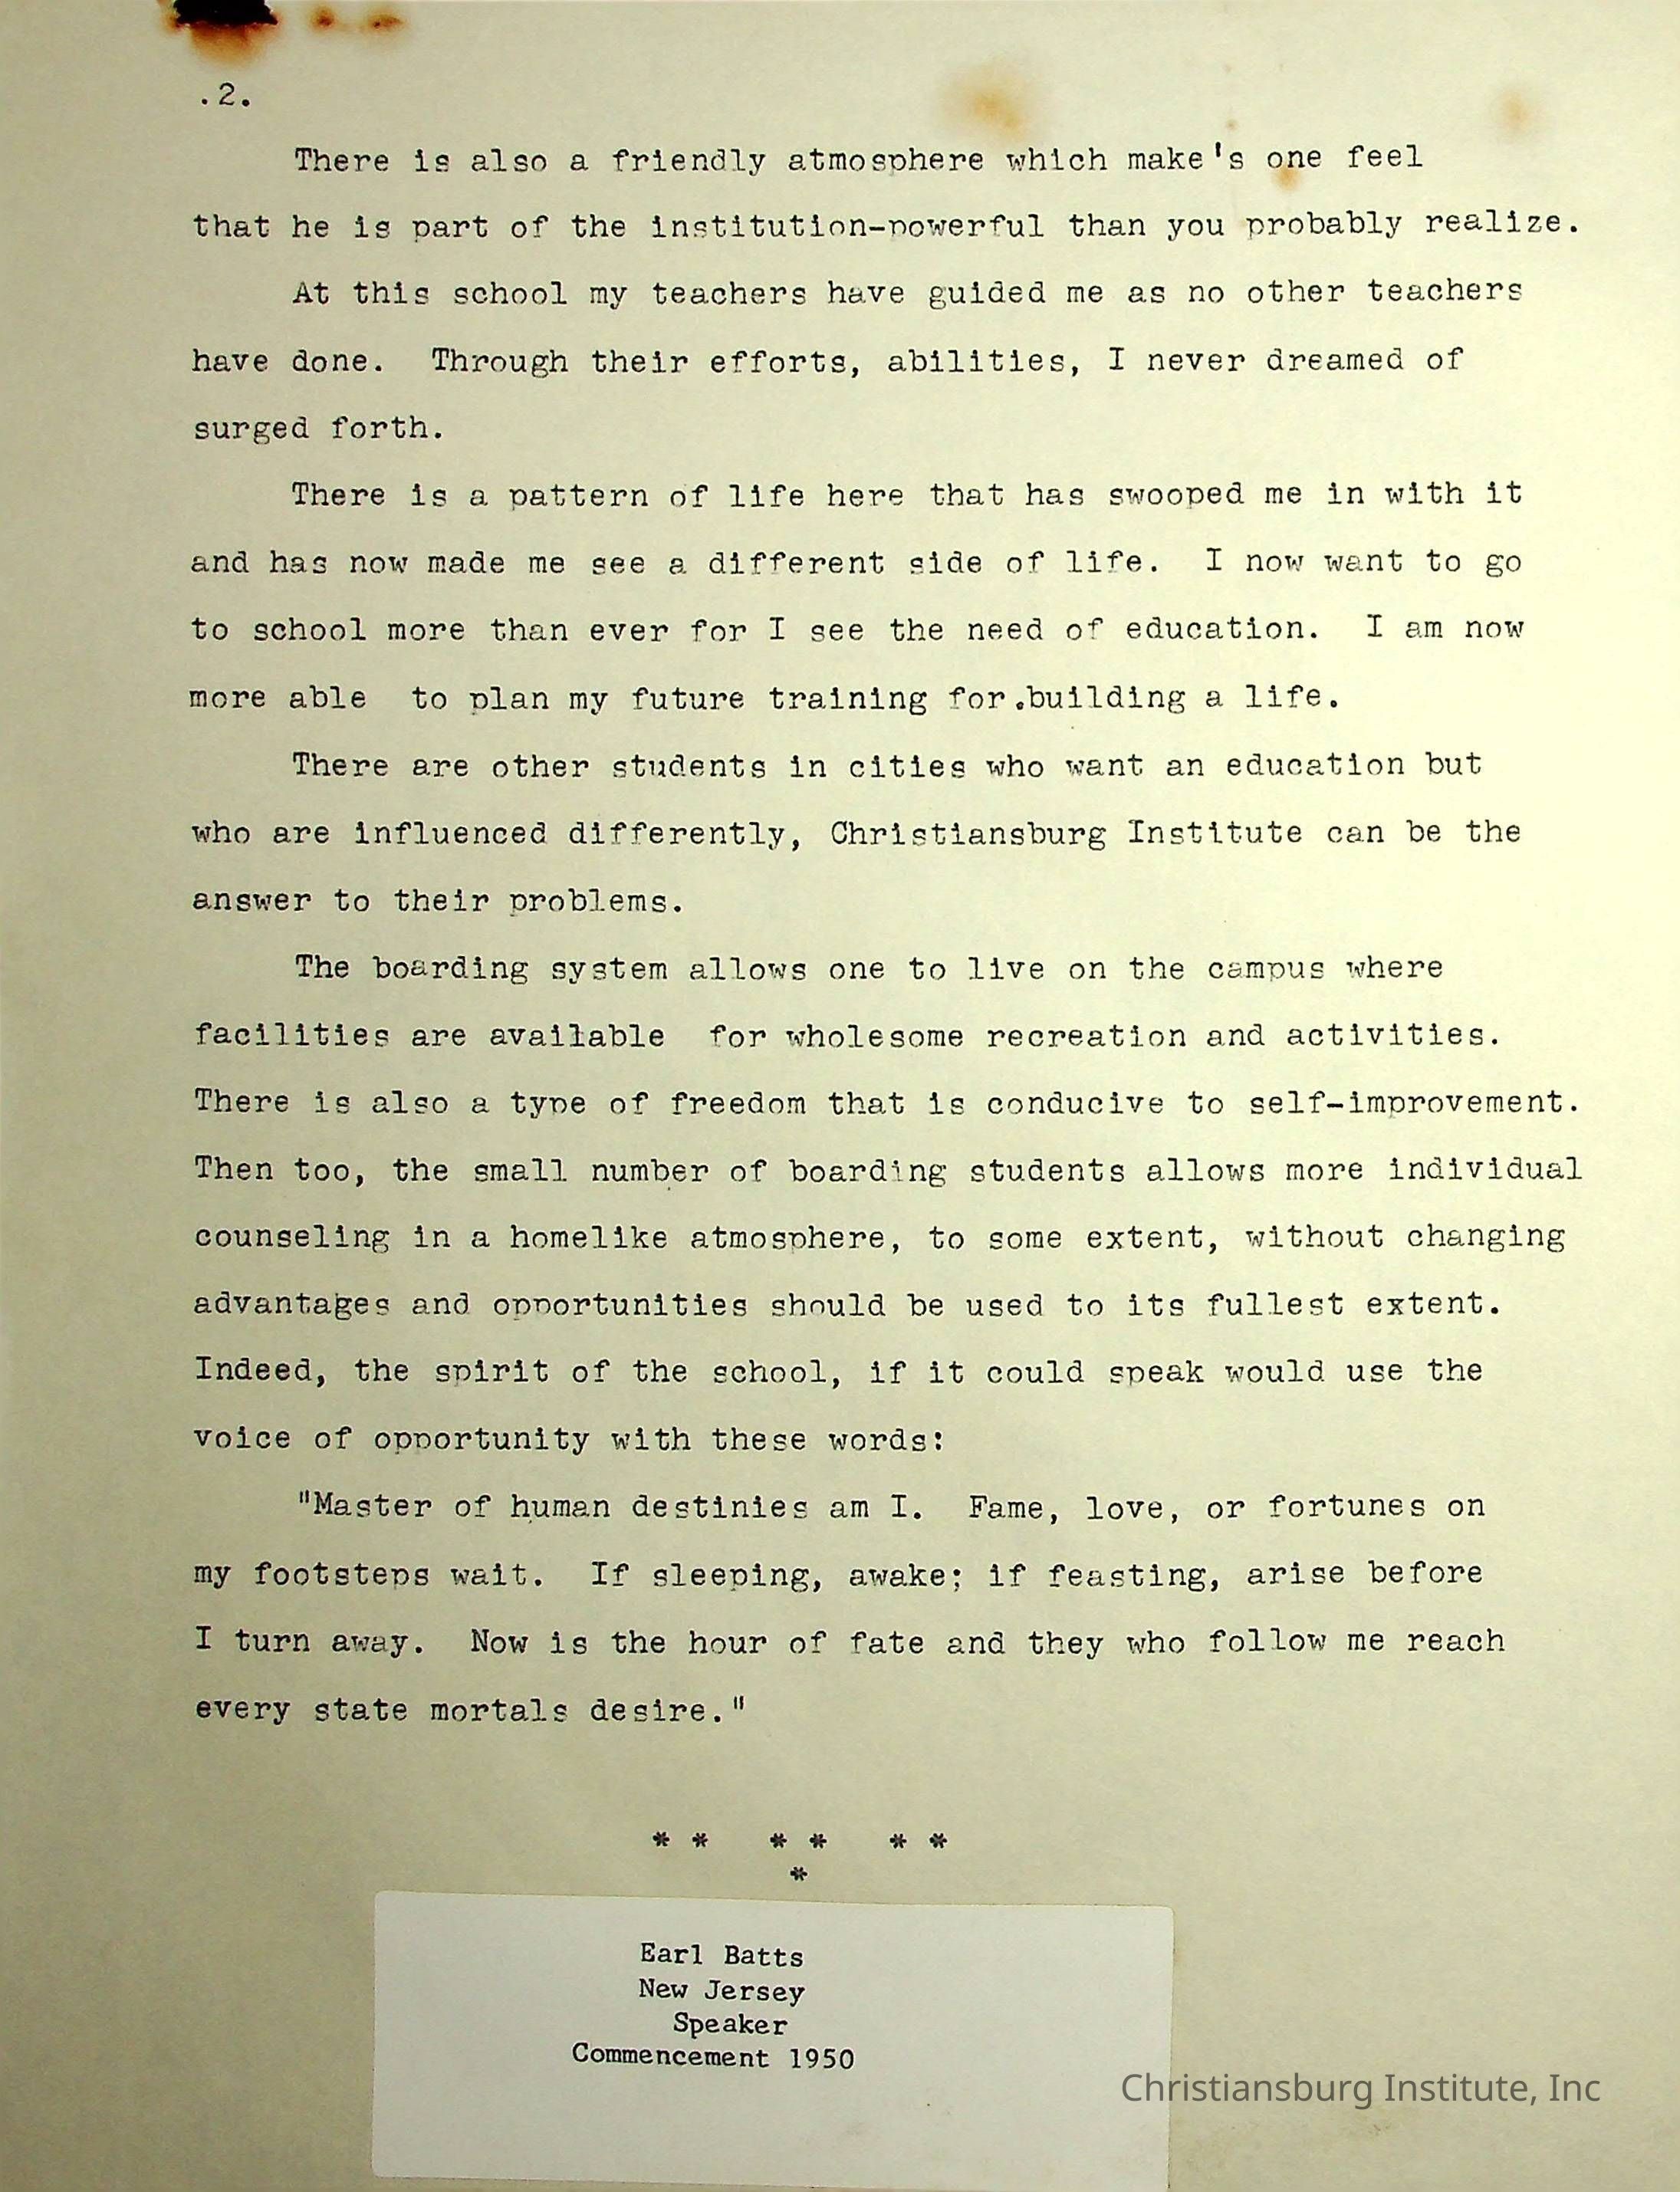 .2.
There is also a friendly atmosphere which make's one feel
that he is part of the institution-powerful than you probably realize.
At this school my teachers have guided me as no other teachers
have done. Through their efforts, abilities, I never dreamed of
surged forth.
There is a pattern of life here that has swooped me in with it
and has now made me see a different side of life. I now want to go
to school more than ever for I see the need of education. I am now
more able to plan my future training for.building a life.
There are other students in cities who want an education but
who are influenced differently, Christiansburg Institute can be the
answer to their problems.
The boarding system allows one to live on the campus where
facilities are available for wholesome recreation and activities.
There is also a type of freedom that is conducive to self-improvement.
Then too, the small number of boarding students allows more individual
counseling in a homelike atmosphere, to some extent, without changing
advantages and opportunities should be used to its fullest extent.
Indeed, the spirit of the school, if it could speak would use the
voice of opportunity with these words:
"Master of human destinies am I. Fame, love, or fortunes on
my footsteps wait. If sleeping, awake; if feasting, arise before
I turn away. Now is the hour of fate and they who follow me reach
every state mortals desire."
* * * * * *
*
Earl Batts
New Jersey
Speaker
Commencement 1950
Christiansburg Institute, Inc